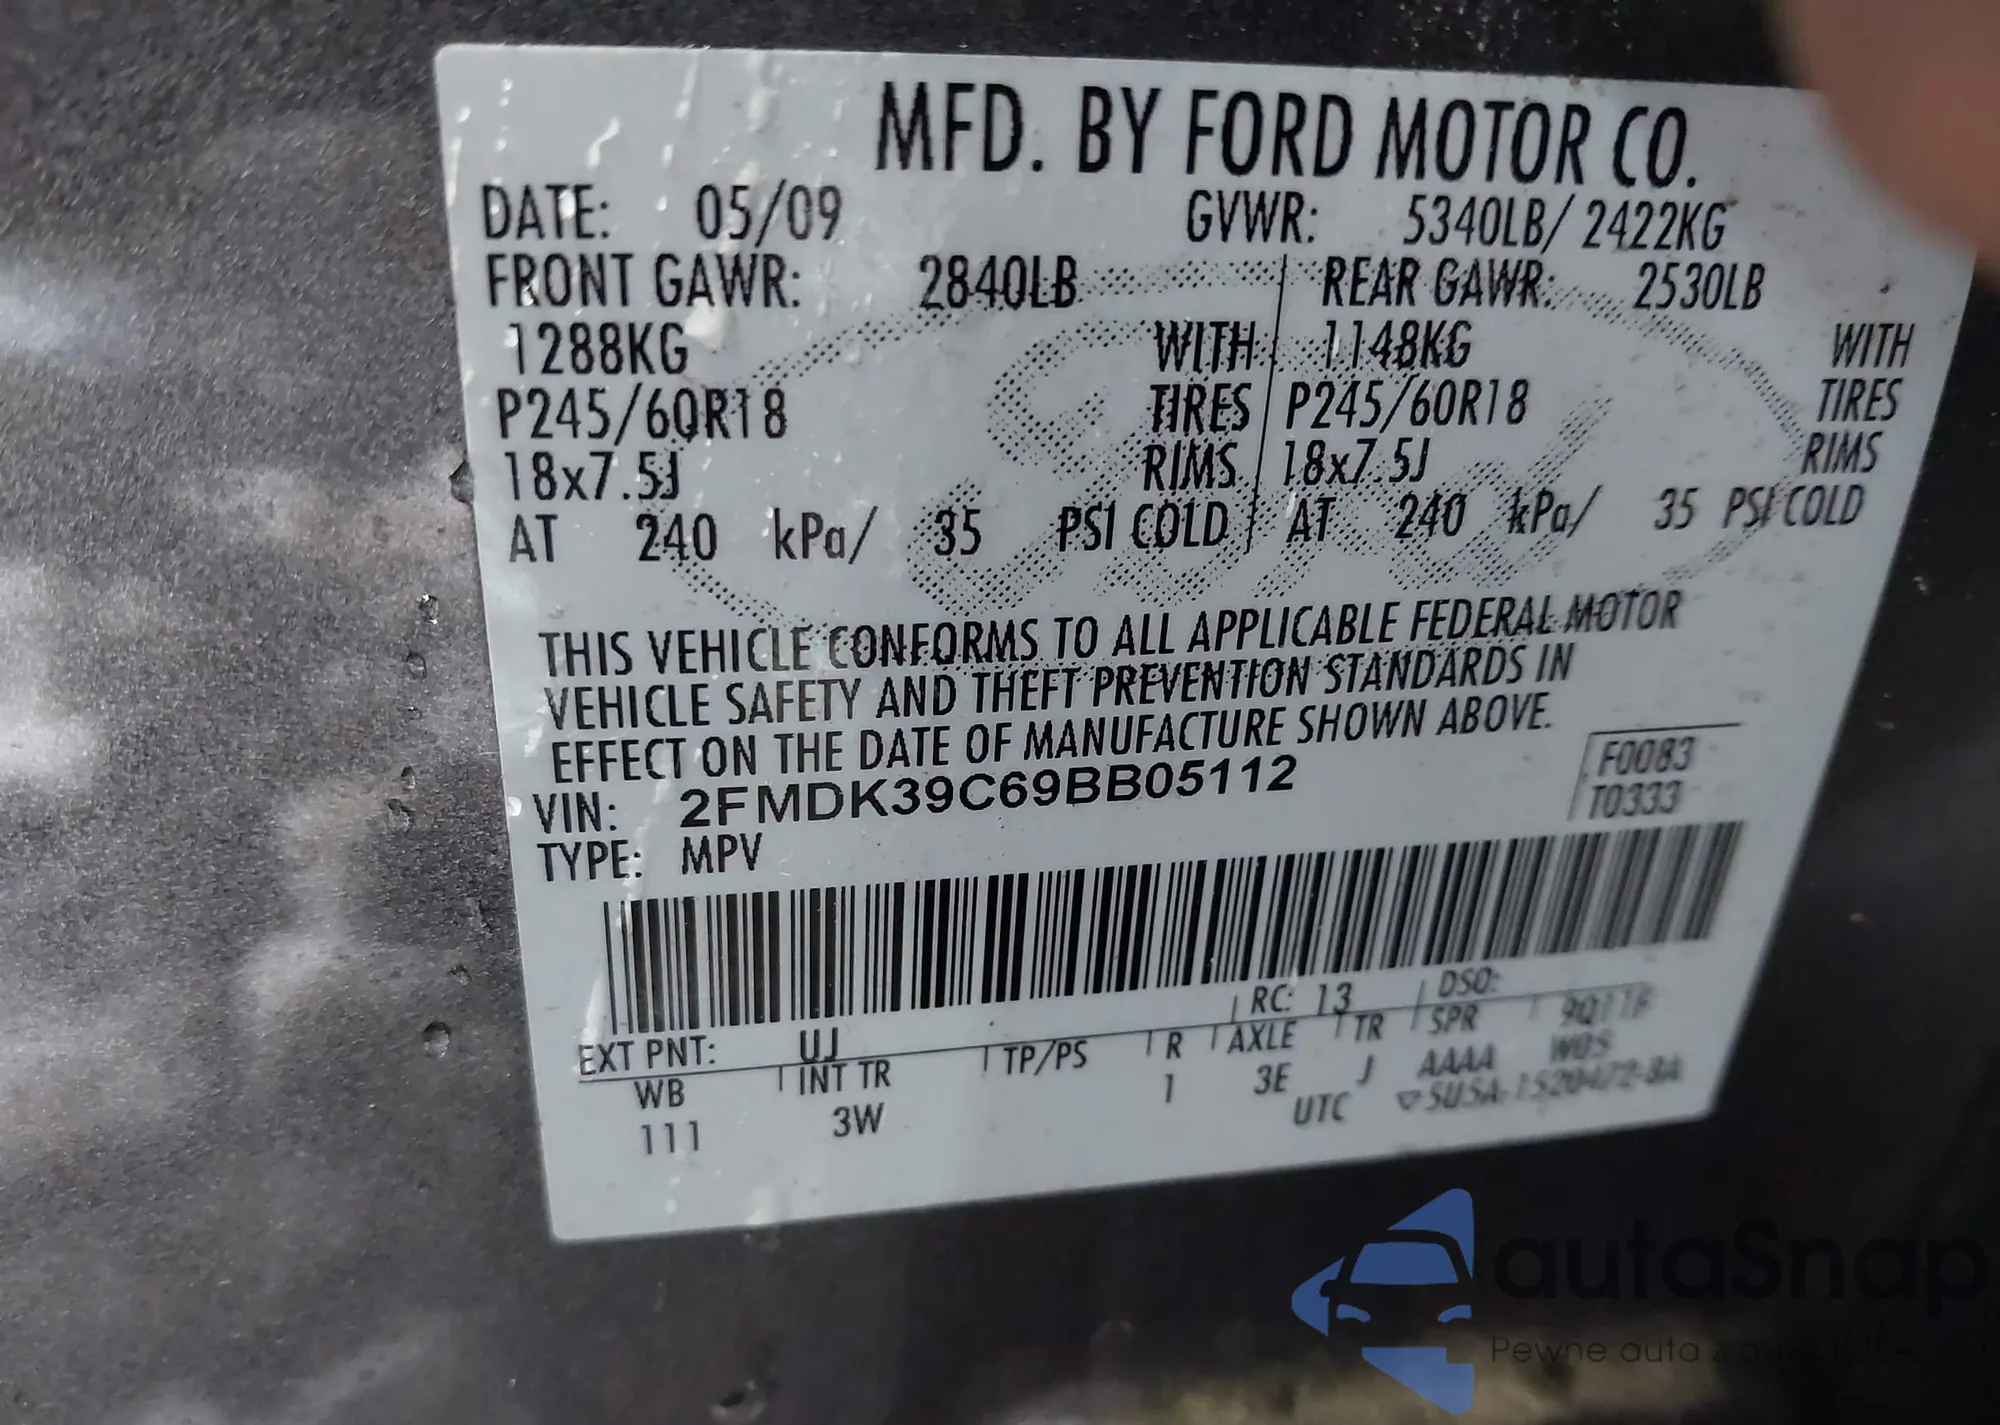 MFD. BY FORD MOTOR CO.
DATE: 05/09 GVWR: 5340LB/ 2422KG
FRONT GAWR: 2840LB REAR GAWR: 2530LB
1288KG WITH 1148KG WITH
P245/60R18 TIRES P245/60R18 TIRES
18x7.5J RIMS 18x7.5J RIMS
AT 240 kPa/ 35 PSI COLD AT 240 kPa/ 35 PSI COLD
THIS VEHICLE CONFORMS TO ALL APPLICABLE FEDERAL MOTOR
VEHICLE SAFETY AND THEFT PREVENTION STANDARDS IN
EFFECT ON THE DATE OF MANUFACTURE SHOWN ABOVE.
F0083
VIN: 2FMDK39C69BB05112
T0333
TYPE: MPV
RC: 13 DSO:
EXT PNT: UJ
WB INT TR TP/PS R AXLE TR SPR
111 3W 1 3E J AAAA W05
UTC
autaSnap
Pewne auta z